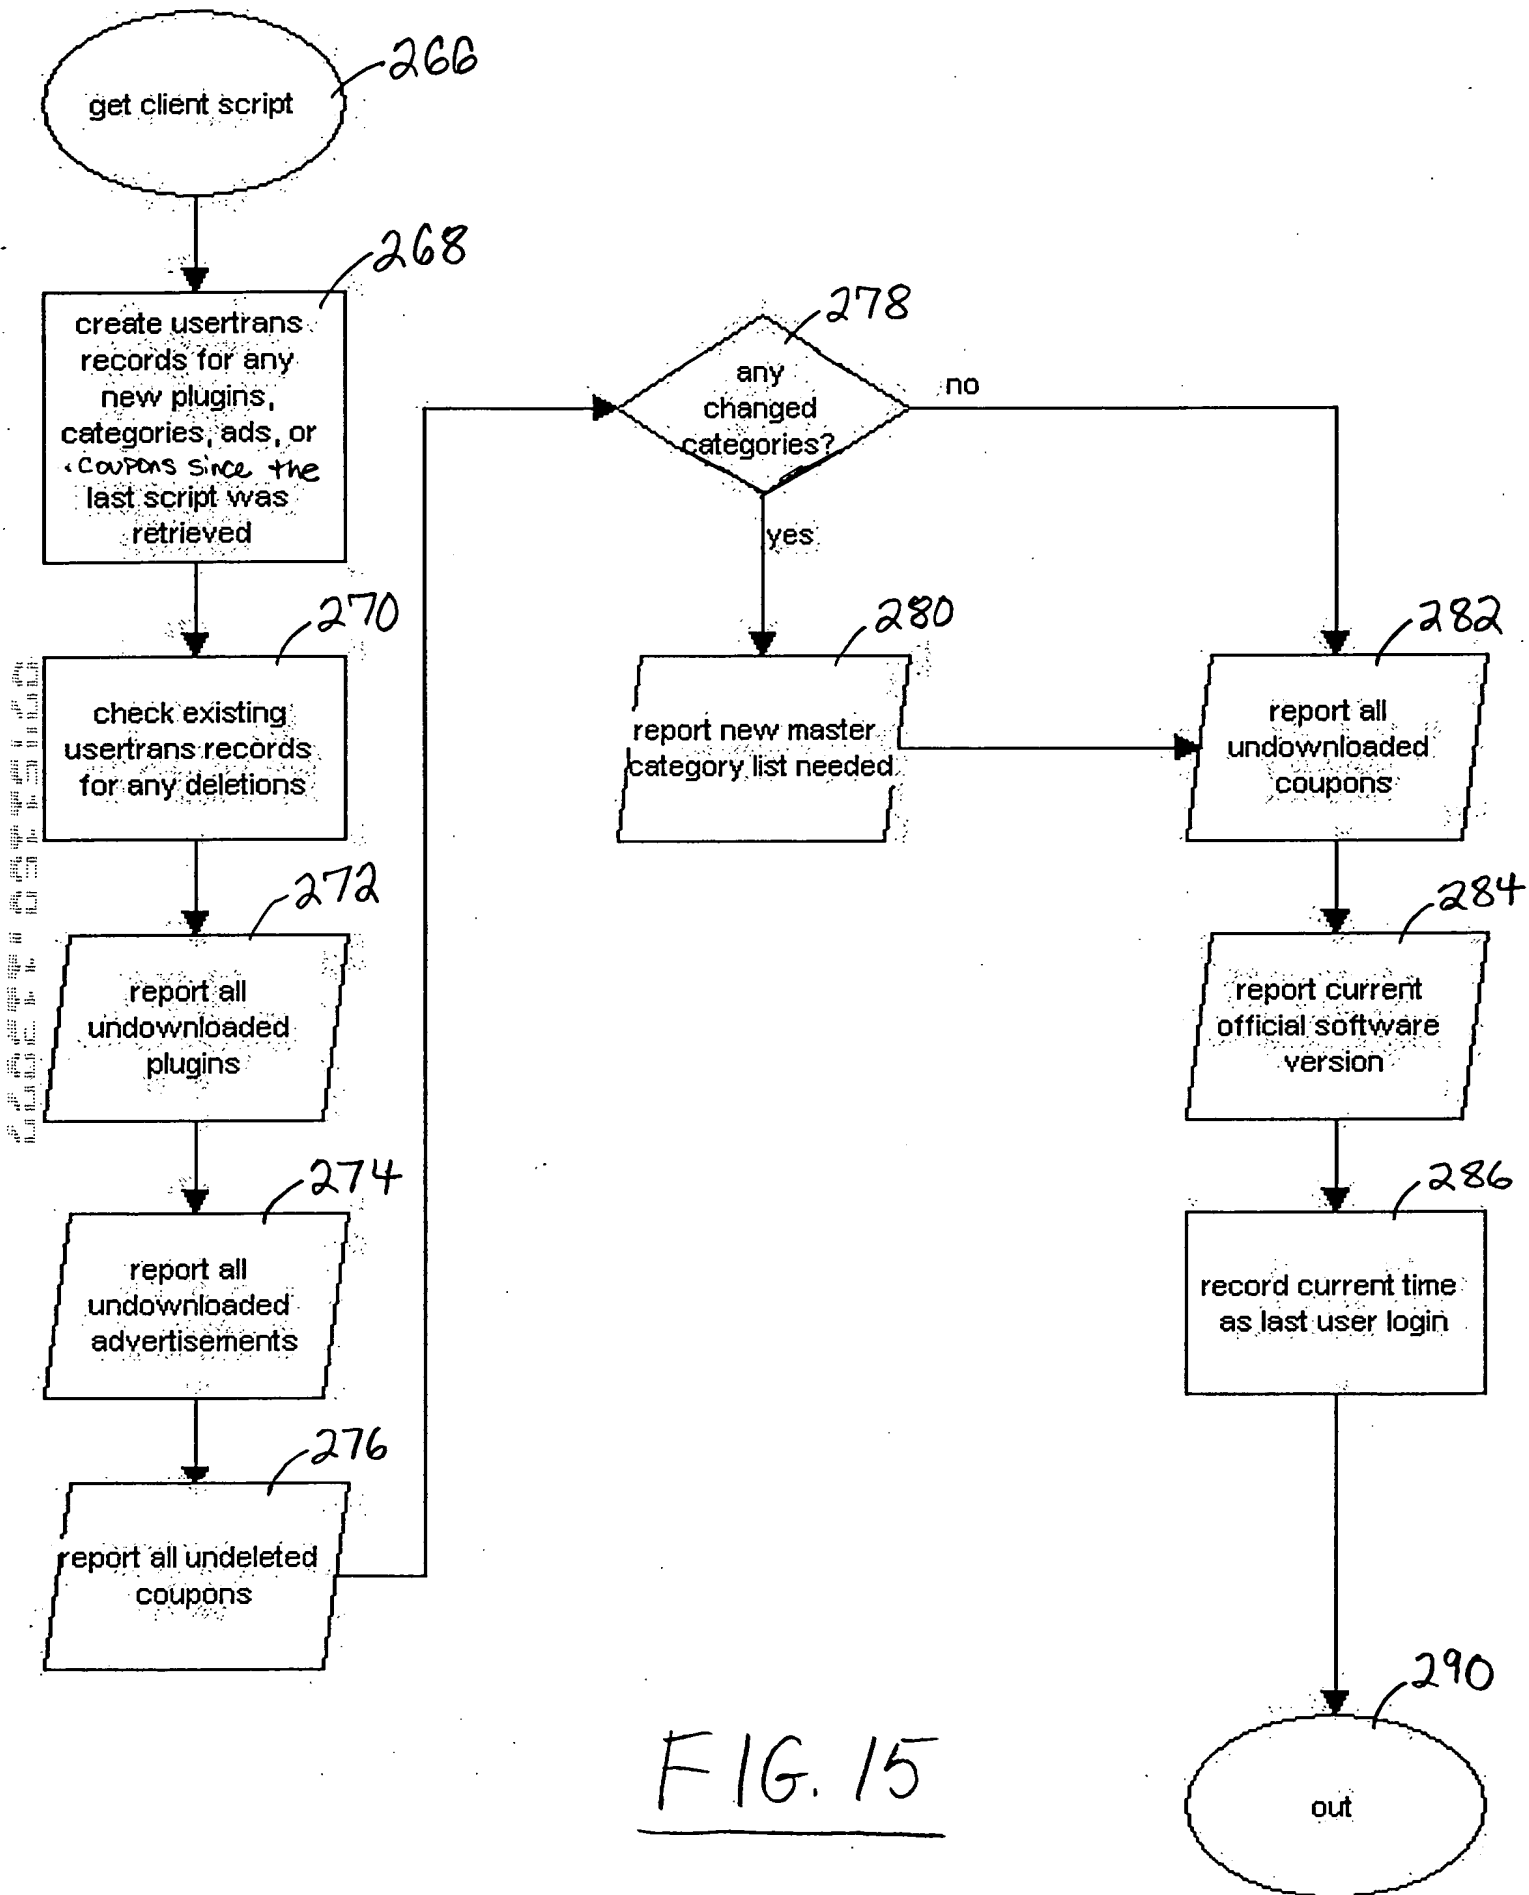 266
get client script
268
create usertrans
records for any
new plugins,
categories, ads, or
coupons since the
last script was
retrieved
270
check existing
usertrans records
for any deletions
272
report all
undownloaded
plugins
274
report all
undownloaded
advertisements
276
report all undeleted
coupons
278
any
changed
categories?
no
yes
280
report new master
category list needed
282
report all
undownloaded
coupons
284
report current
official software
version
286
record current time
as last user login
290
out
FIG. 15